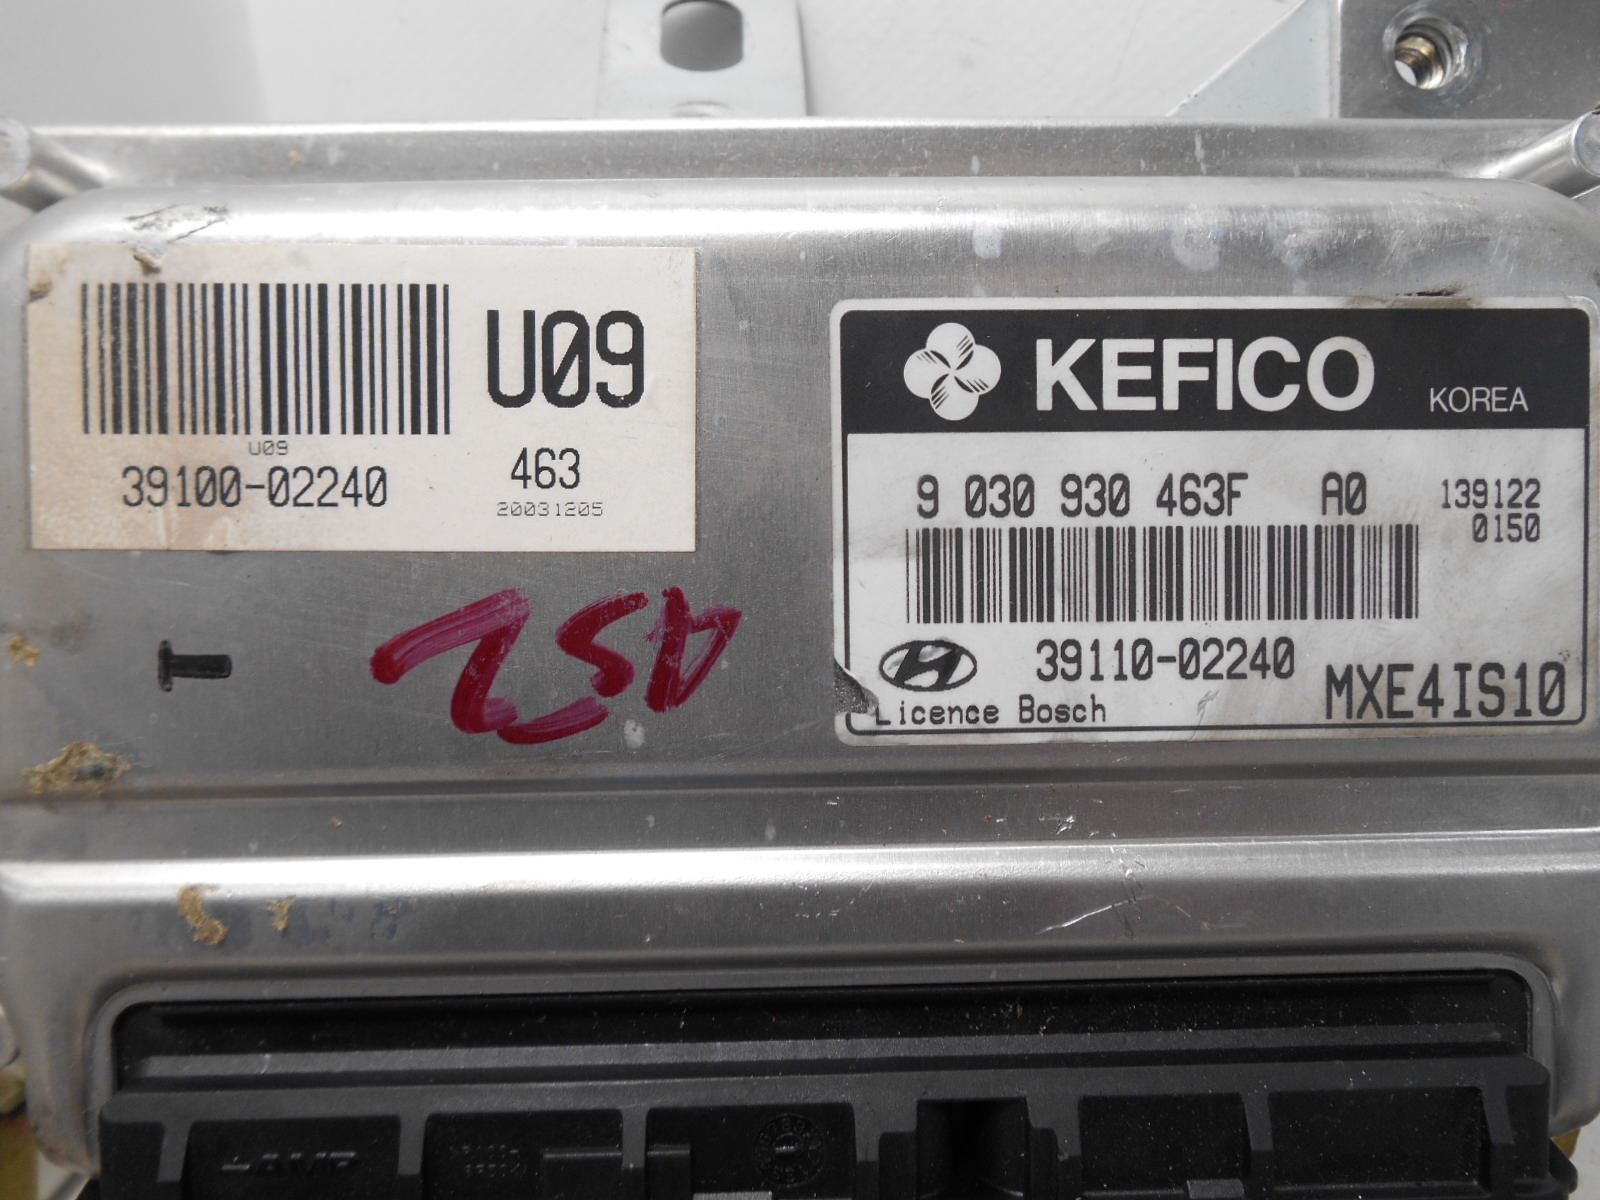 U09
U09
39100-02240
463
20031205
KEFICO
KOREA
9 030 930 463F A0
139122
0150
39110-02240
Licence Bosch
MXE4IS10
452
AMP